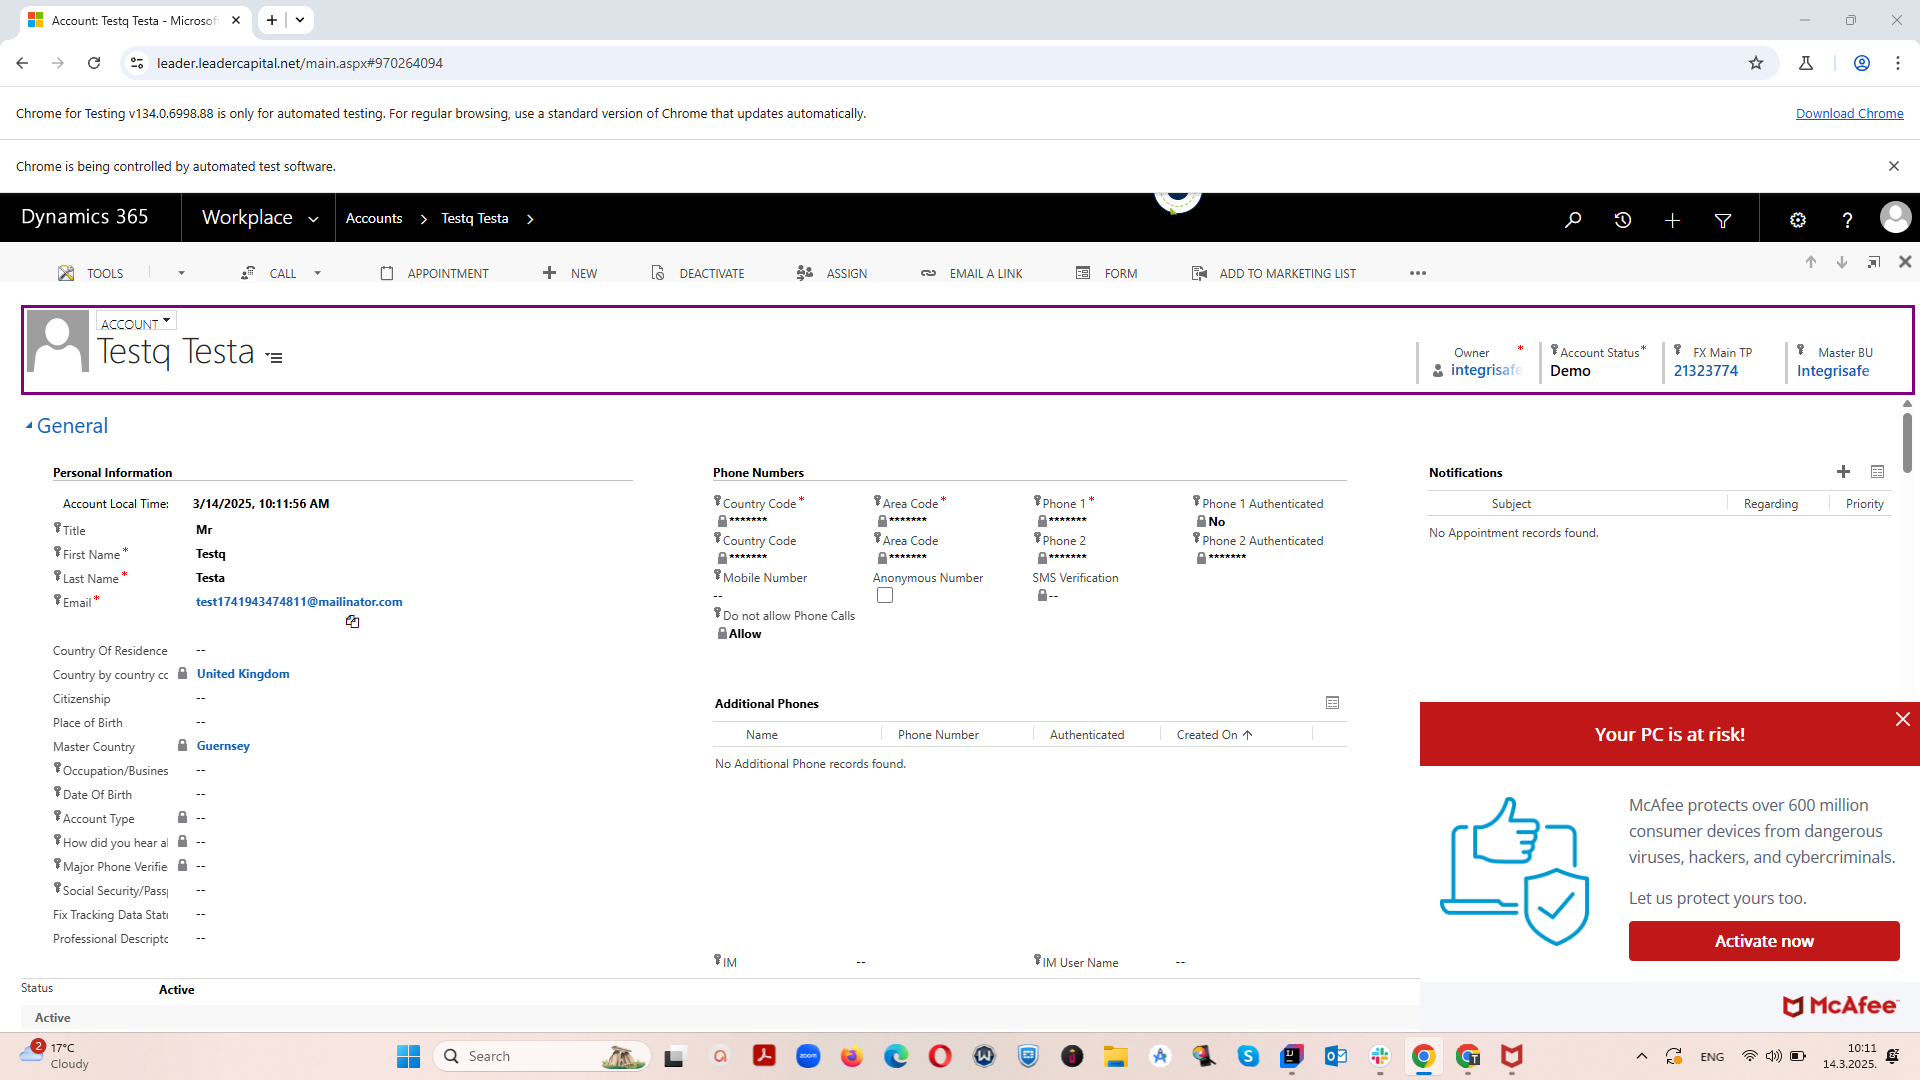 Account: Testq Testa - Microsof
leader.leadercapital.net/main.aspx#970264094
Chrome for Testing v134.0.6998.88 is only for automated testing. For regular browsing, use a standard version of Chrome that updates automatically.
Download Chrome
Chrome is being controlled by automated test software.
Dynamics 365
Workplace
Accounts
Testq Testa
TOOLS
CALL
APPOINTMENT
NEW
DEACTIVATE
ASSIGN
EMAIL A LINK
FORM
ADD TO MARKETING LIST
ACCOUNT
Testq Testa
Owner *
integrisafe
Account Status *
Demo
FX Main TP
21323774
Master BU
Integrisafe
General
Personal Information
Account Local Time: 3/14/2025, 10:11:56 AM
Title Mr
First Name * Testq
Last Name * Testa
Email * test1741943474811@mailinator.com
Country Of Residence --
Country by country cc United Kingdom
Citizenship --
Place of Birth --
Master Country Guernsey
Occupation/Busines --
Date Of Birth --
Account Type --
How did you hear al --
Major Phone Verifie --
Social Security/Passp --
Fix Tracking Data Statu --
Professional Descripto --
Phone Numbers
Country Code * Area Code * Phone 1 * Phone 1 Authenticated
******* ******* ******* No
Country Code Area Code Phone 2 Phone 2 Authenticated
******* ******* ******* *******
Mobile Number Anonymous Number SMS Verification
-- --
Do not allow Phone Calls
Allow
Additional Phones
Name Phone Number Authenticated Created On
No Additional Phone records found.
IM -- IM User Name --
Notifications
Subject Regarding Priority
No Appointment records found.
Your PC is at risk!
McAfee protects over 600 million
consumer devices from dangerous
viruses, hackers, and cybercriminals.
Let us protect yours too.
Activate now
McAfee
Status Active
Active
2
17°C
Cloudy
Search
zoom
ENG
10:11
14.3.2025.